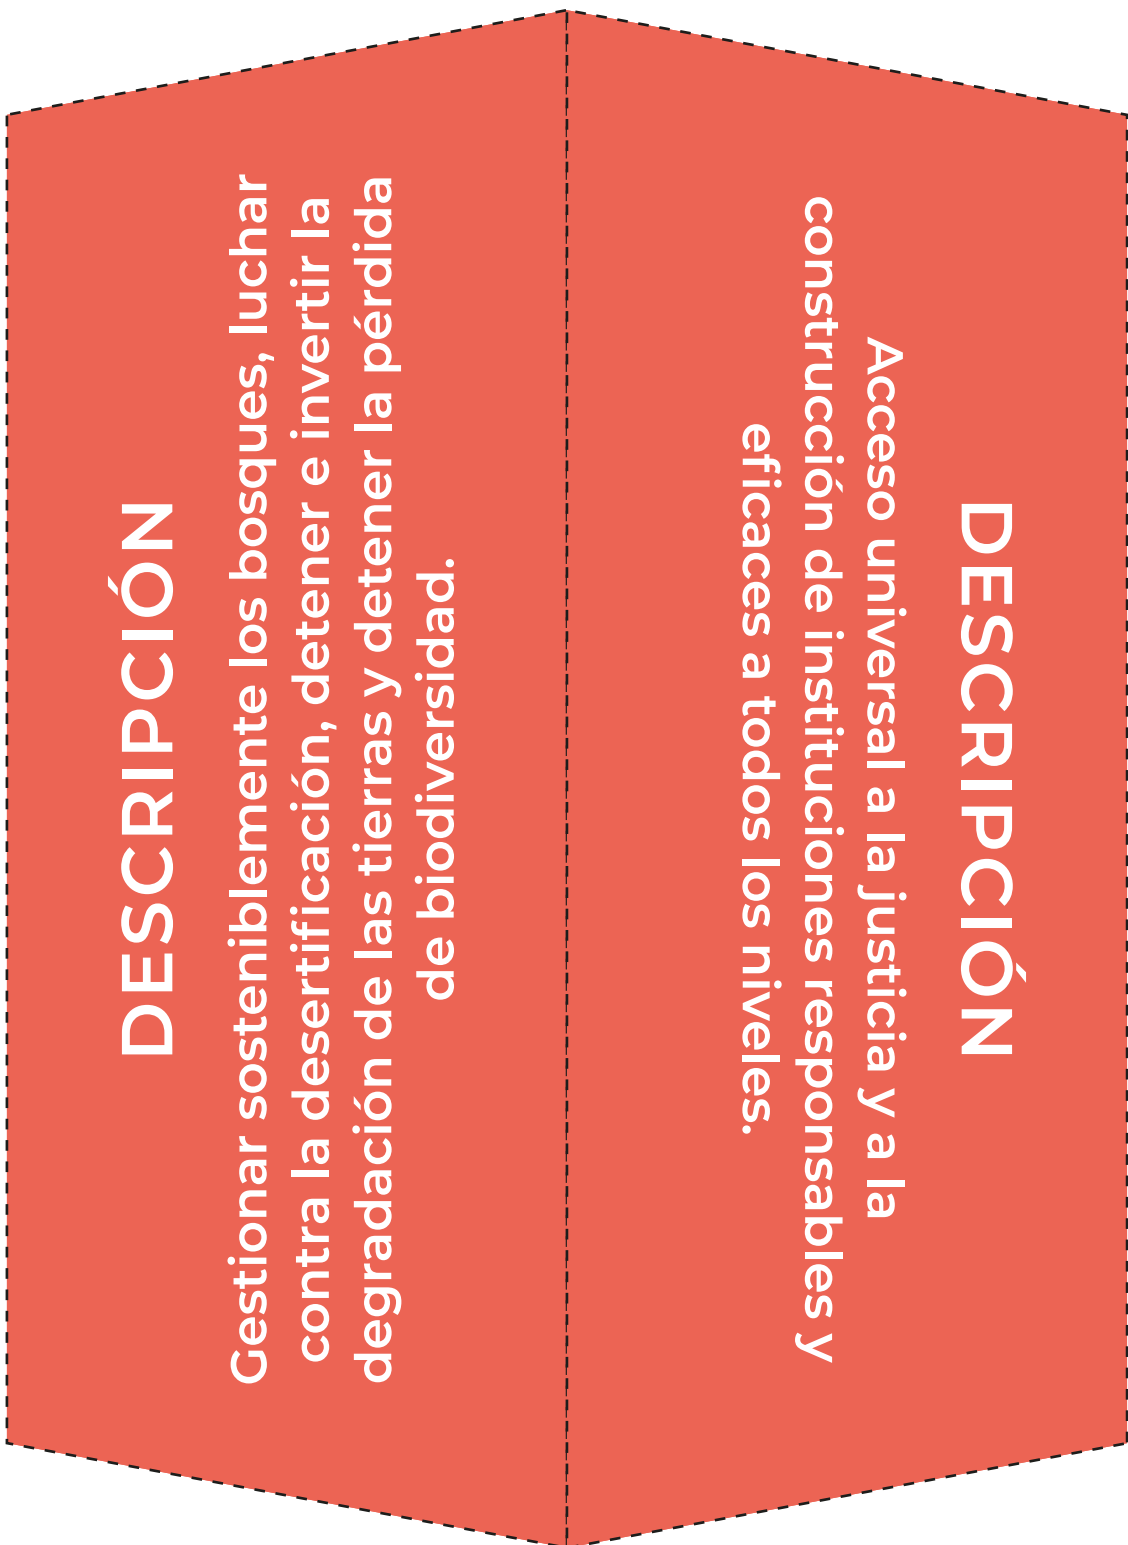 DESCRIPCIÓN
Gestionar sosteniblemente los bosques, luchar
contra la desertificación, detener e invertir la
degradación de las tierras y detener la pérdida
de biodiversidad.
DESCRIPCIÓN
Acceso universal a la justicia y a la
construcción de instituciones responsables y
eficaces a todos los niveles.